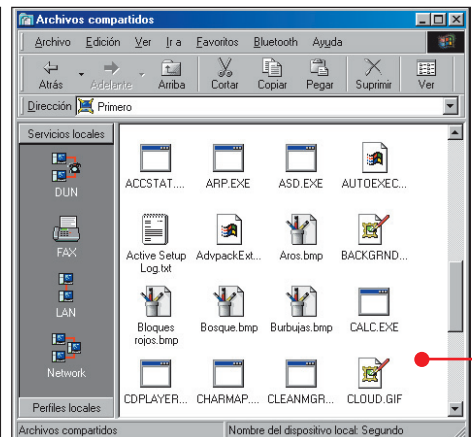 Archivos compartidos
Archivo Edición Ver Ir a Favoritos Bluetooth Ayuda
Atrás Adelante Arriba Cortar Copiar Pegar Suprimir Ver
Dirección Primero
Servicios locales
DUN
FAX
LAN
Network
Perfiles locales
ACCSTAT.... ARP.EXE ASD.EXE AUTOEXEC...
Active Setup Log.txt AdvpackExt... Aros.bmp BACKGRND...
Bloques rojos.bmp Bosque.bmp Burbujas.bmp CALC.EXE
CDPLAYER... CHARMAP.... CLEANMGR... CLOUD.GIF
Archivos compartidos Nombre del dispositivo local: Segundo